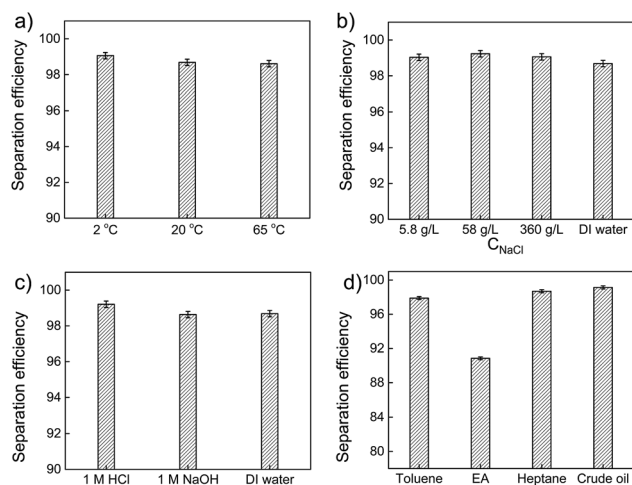 a)
Separation efficiency
100
98
96
94
92
90
2 °C 20 °C 65 °C
b)
Separation efficiency
100
98
96
94
92
90
5.8 g/L 58 g/L 360 g/L DI water
C_NaCl
c)
Separation efficiency
100
98
96
94
92
90
1 M HCl 1 M NaOH DI water
d)
Separation efficiency
100
96
92
88
84
80
Toluene EA Heptane Crude oil